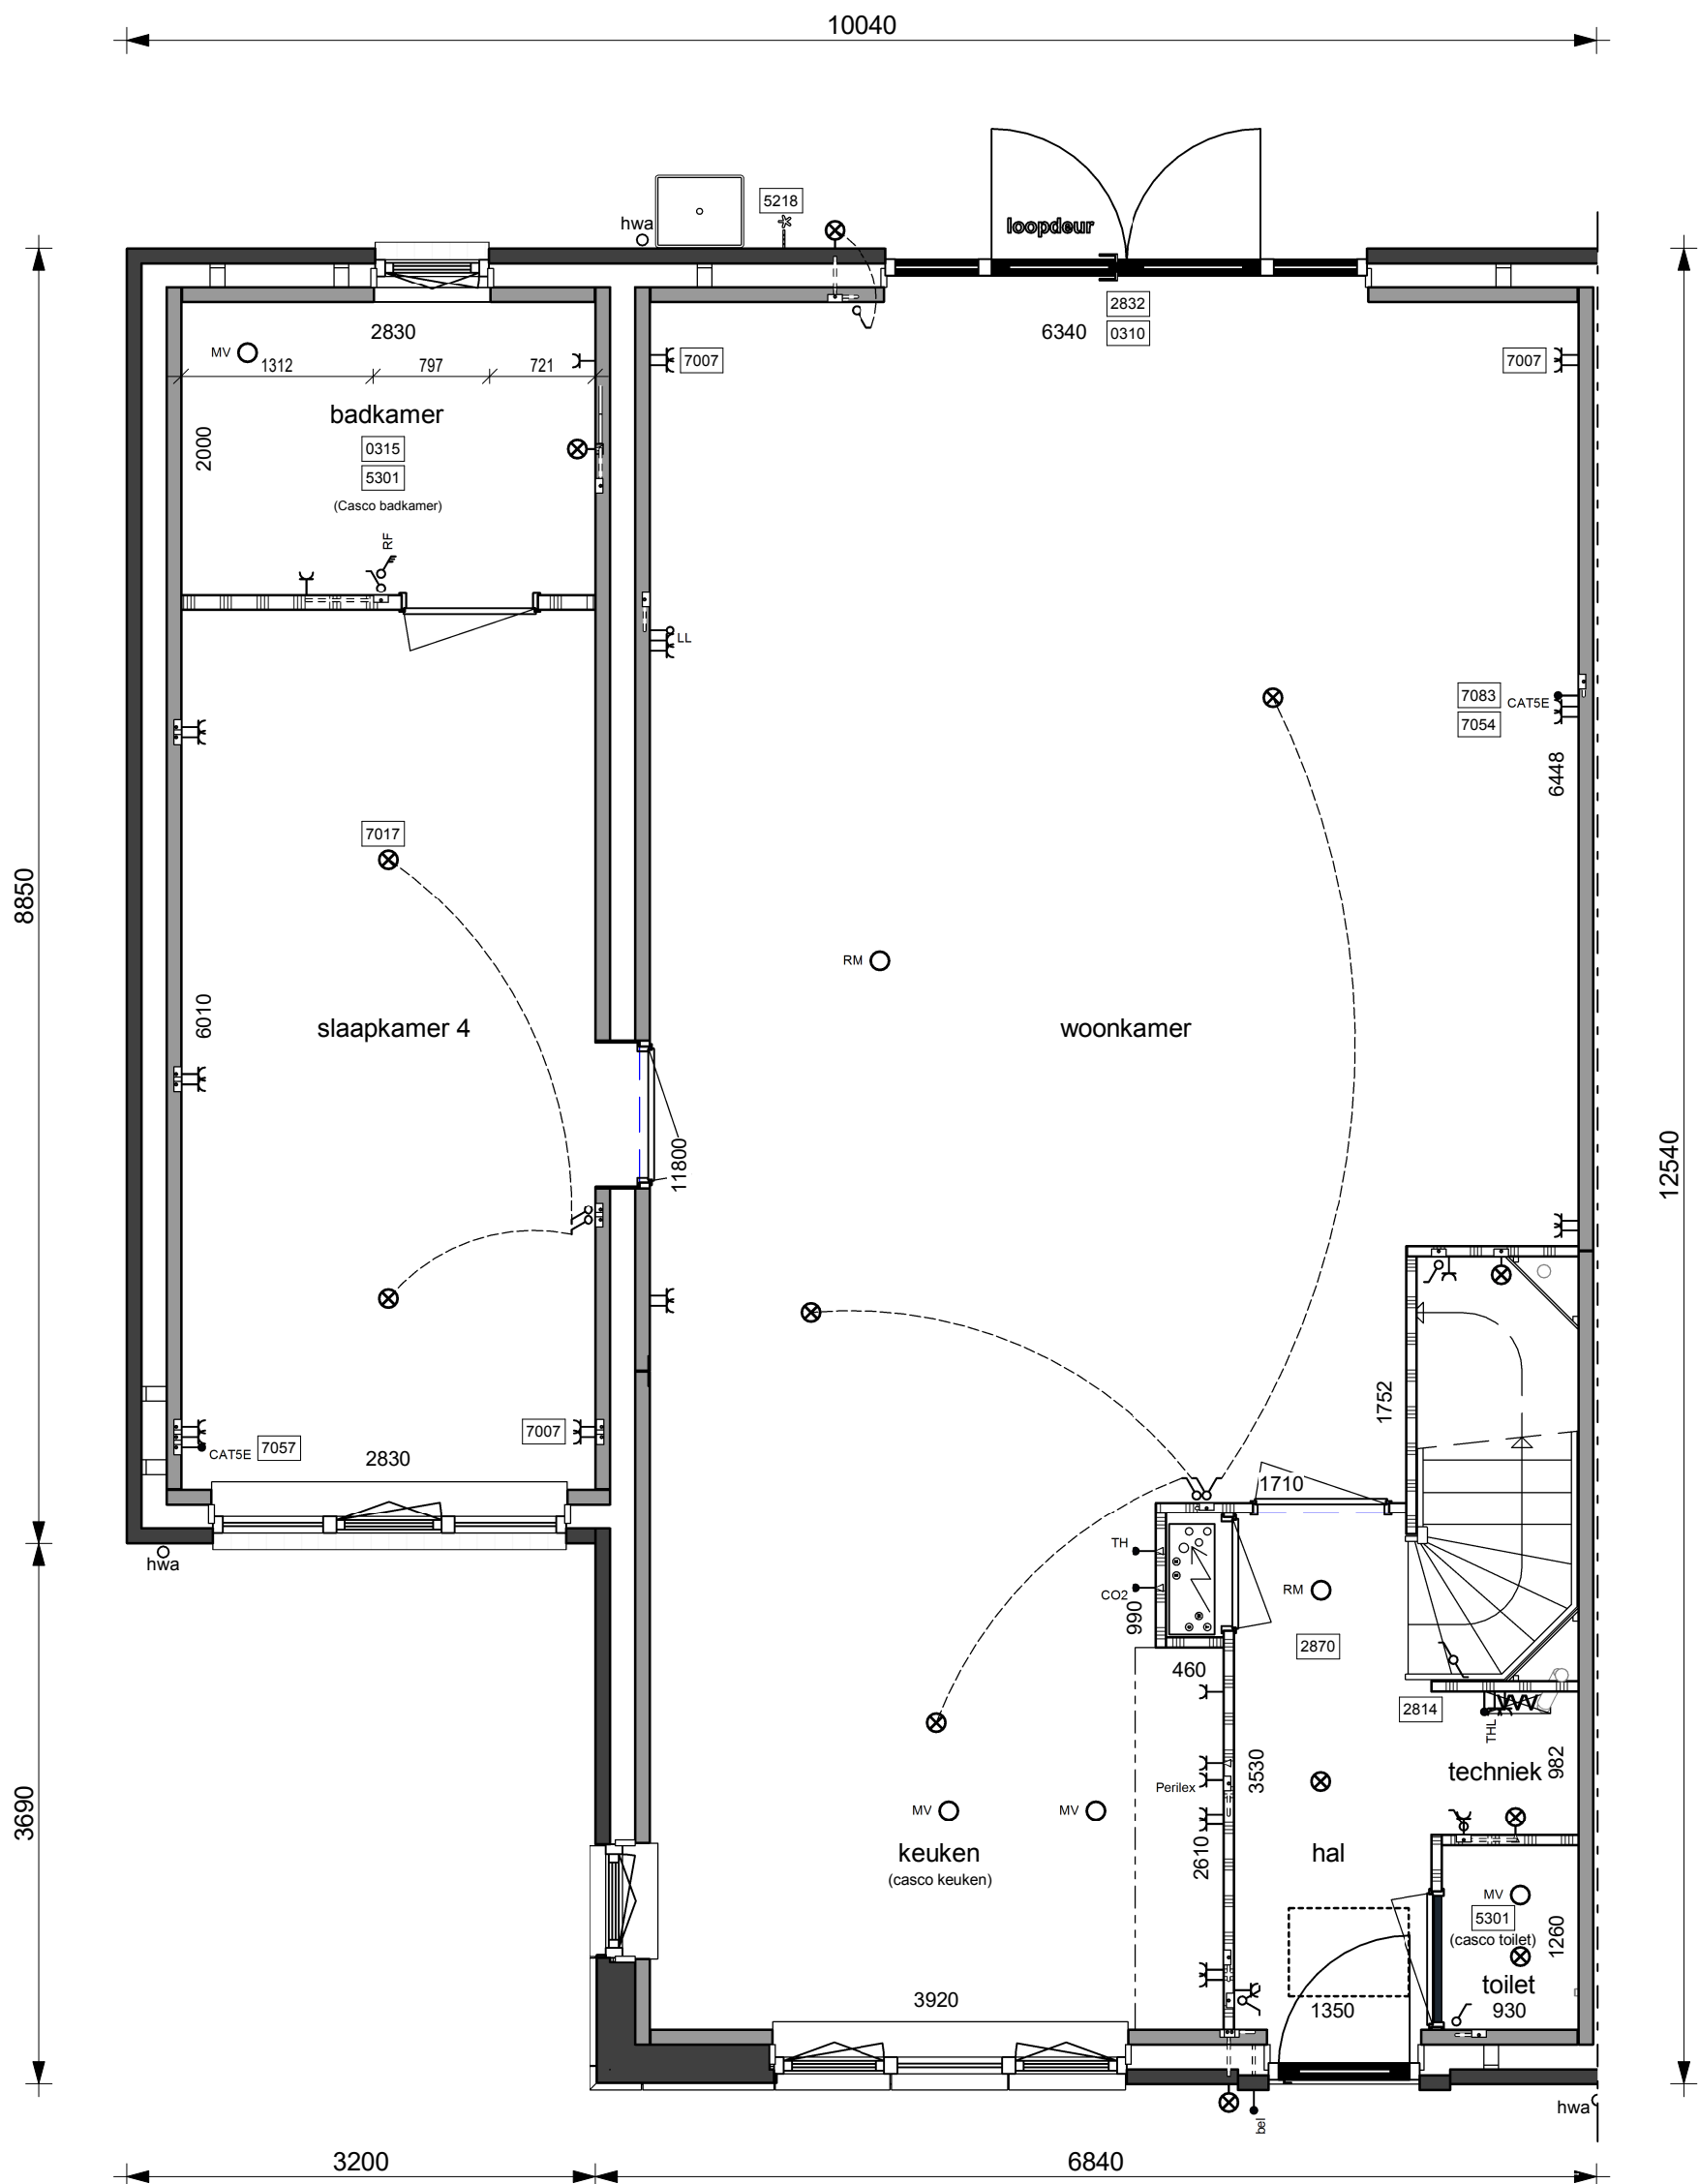 10040
loopdeur
5218
hwa
2832
6340
0310
2830
MV
1312
797
721
7007
7007
badkamer
2000
0315
5301
(Casco badkamer)
RF
LL
7083
CAT5E
7054
6448
7017
8850
RM
6010
slaapkamer 4
woonkamer
11800
12540
1752
7007
CAT5E
7057
2830
1710
hwa
TH
CO2
RM
990
2870
460
2814
THL
3530
982
techniek
Perilex
MV
MV
3690
2610
keuken
(casco keuken)
hal
MV
5301
(casco toilet)
1260
toilet
3920
1350
930
hwa
bel
3200
6840